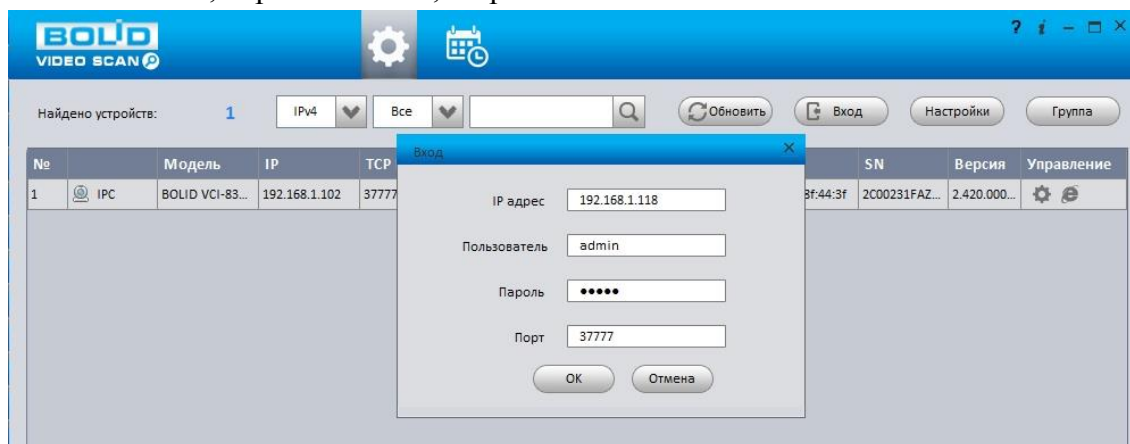 BOLID
VIDEO SCAN
? i
Найдено устройств: 1 IPv4 Все Обновить Вход Настройки Группа
№ Модель IP TCP SN Версия Управление
1 IPC BOLID VCI-83... 192.168.1.102 37777 3f:44:3f 2C00231FAZ... 2.420.000...
Вход
IP адрес 192.168.1.118
Пользователь admin
Пароль •••••
Порт 37777
OK Отмена